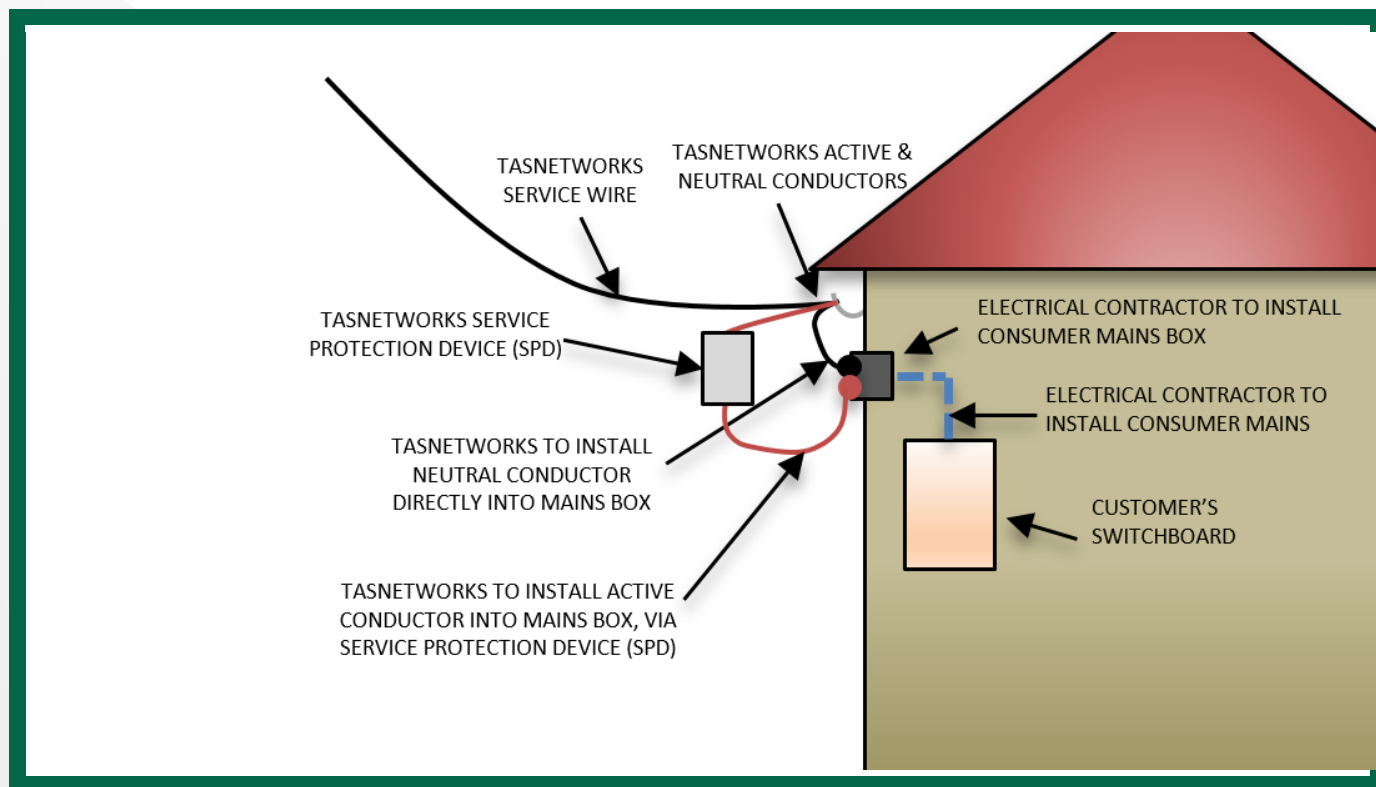 TASNETWORKS
SERVICE WIRE
TASNETWORKS ACTIVE &
NEUTRAL CONDUCTORS
TASNETWORKS SERVICE
PROTECTION DEVICE (SPD)
ELECTRICAL CONTRACTOR TO INSTALL
CONSUMER MAINS BOX
ELECTRICAL CONTRACTOR TO
INSTALL CONSUMER MAINS
TASNETWORKS TO INSTALL
NEUTRAL CONDUCTOR
DIRECTLY INTO MAINS BOX
CUSTOMER’S
SWITCHBOARD
TASNETWORKS TO INSTALL ACTIVE
CONDUCTOR INTO MAINS BOX, VIA
SERVICE PROTECTION DEVICE (SPD)